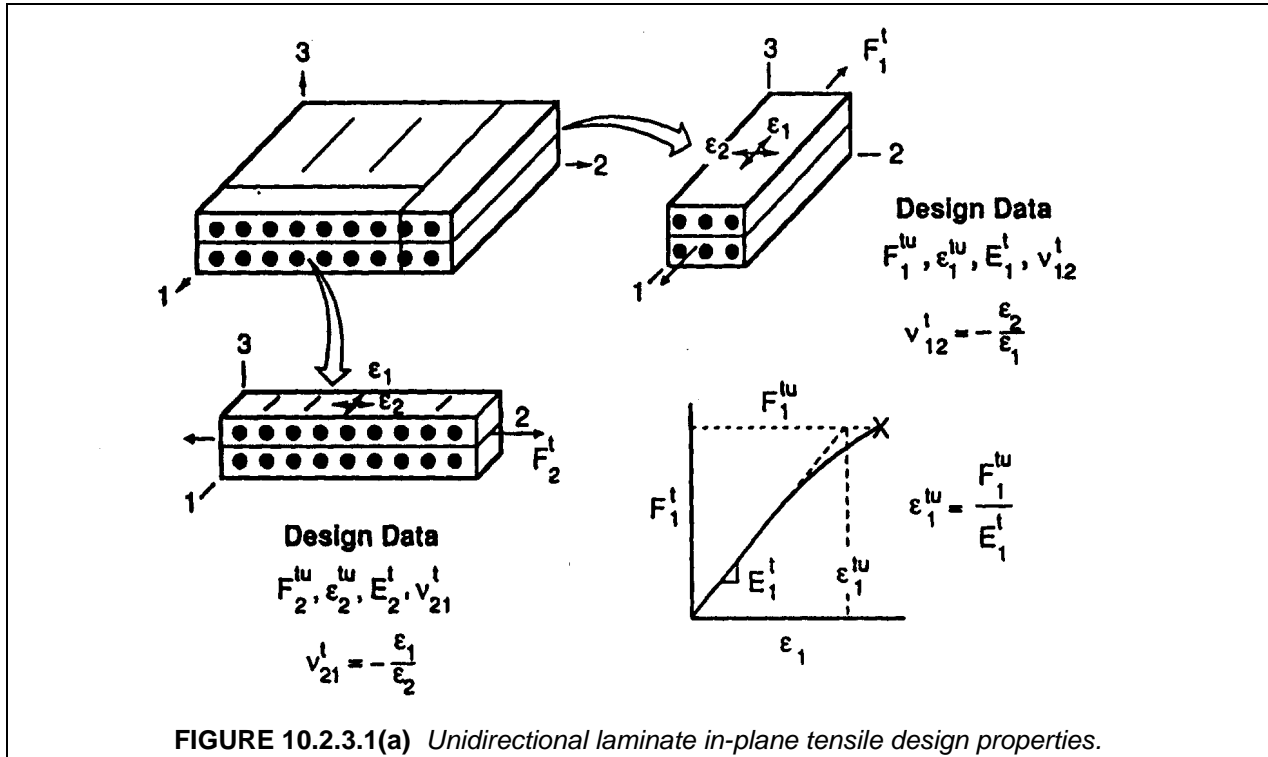 3
2
1
3
F₁ᵗ
ε₁
ε₂
2
1
Design Data
F₁ᵗᵘ, ε₁ᵗᵘ, E₁ᵗ, ν₁₂ᵗ
ν₁₂ᵗ = - ε₂/ε₁
3
ε₁
ε₂
2
F₂ᵗ
1
Design Data
F₂ᵗᵘ, ε₂ᵗᵘ, E₂ᵗ, ν₂₁ᵗ
ν₂₁ᵗ = - ε₁/ε₂
F₁ᵗᵘ
F₁ᵗ
E₁ᵗ
ε₁ᵗᵘ
ε₁
ε₁ᵗᵘ = F₁ᵗᵘ/E₁ᵗ
FIGURE 10.2.3.1(a) Unidirectional laminate in-plane tensile design properties.